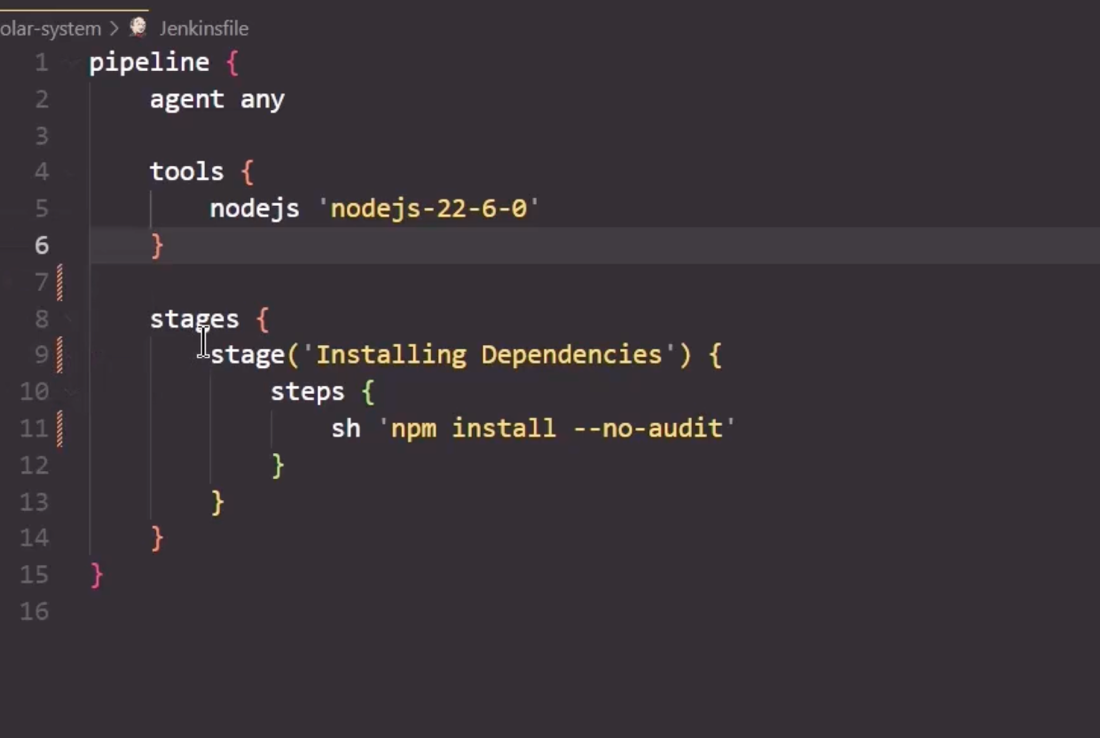 olar-system > Jenkinsfile
1 pipeline {
2     agent any
3
4     tools {
5         nodejs 'nodejs-22-6-0'
6     }
7
8     stages {
9         stage('Installing Dependencies') {
10             steps {
11                 sh 'npm install --no-audit'
12             }
13         }
14     }
15 }
16